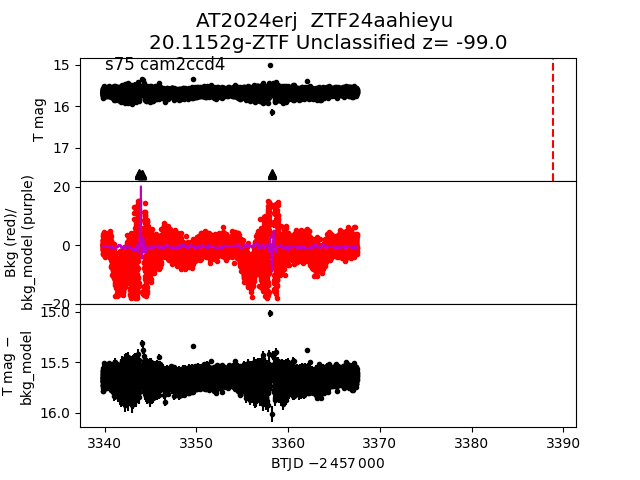 AT2024erj  ZTF24aahieyu
20.1152g-ZTF Unclassified z= -99.0
s75 cam2ccd4
15
16
17
T mag
20
0
−20
Bkg (red)/
bkg_model (purple)
15.0
15.5
16.0
T mag −
bkg_model
3340 3350 3360 3370 3380 3390
BTJD −2 457 000